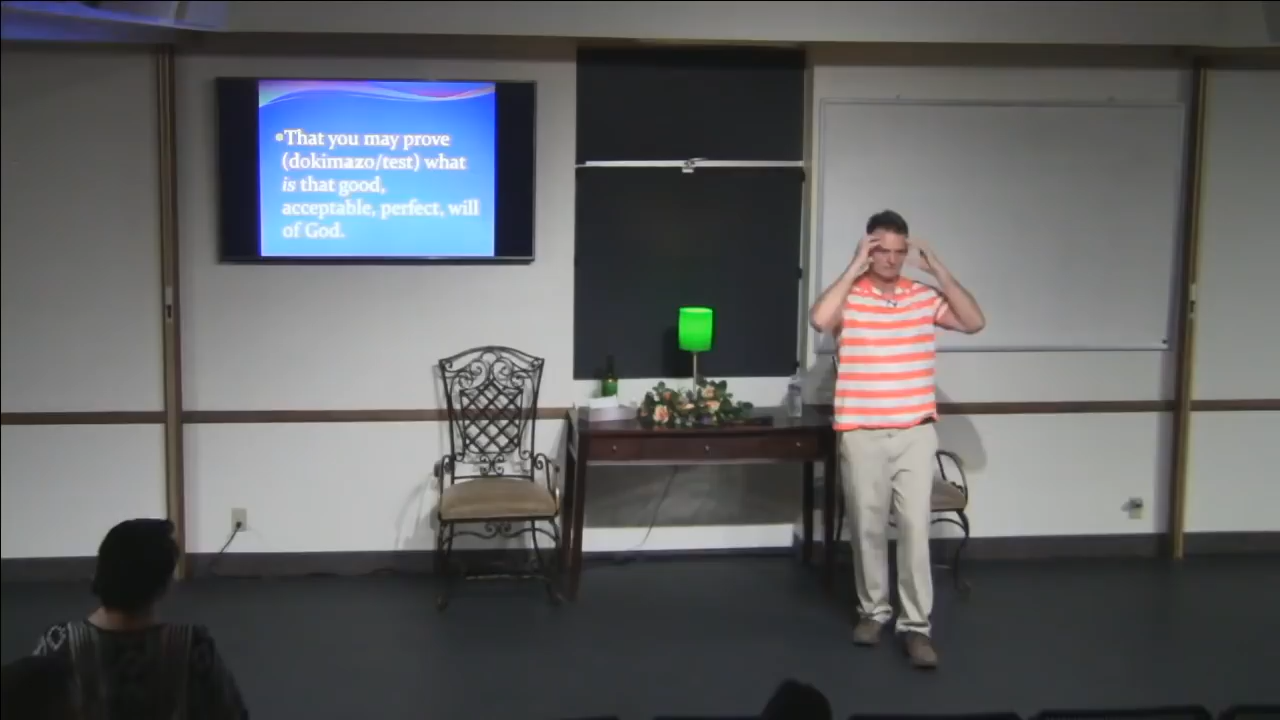 •That you may prove
(dokimazo/test) what
is that good,
acceptable, perfect, will
of God.